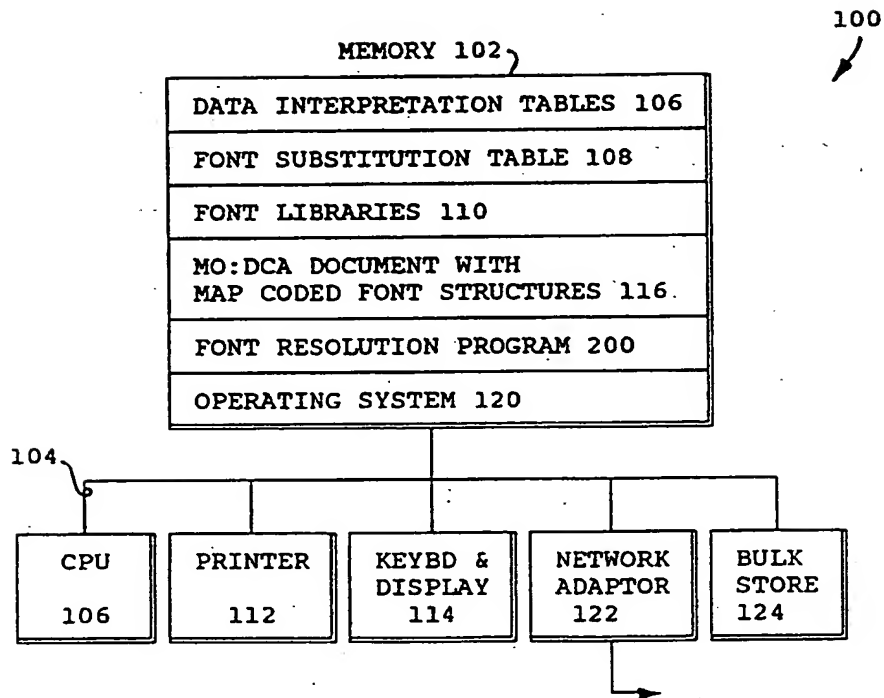 100
MEMORY 102
DATA INTERPRETATION TABLES 106
FONT SUBSTITUTION TABLE 108
FONT LIBRARIES 110
MO:DCA DOCUMENT WITH
MAP CODED FONT STRUCTURES 116
FONT RESOLUTION PROGRAM 200
OPERATING SYSTEM 120
104
CPU
106
PRINTER
112
KEYBD &
DISPLAY
114
NETWORK
ADAPTOR
122
BULK
STORE
124